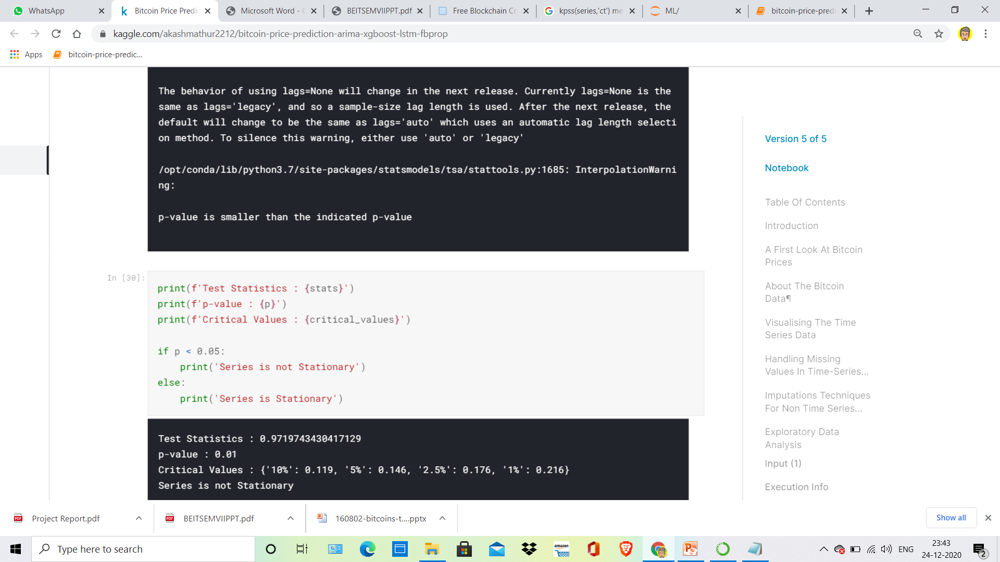 WhatsApp
Bitcoin Price Predic
Microsoft Word -
BEITSEMVIIPPT.pdf
Free Blockchain Cr
kpss(series,'ct') me
ML/
bitcoin-price-predi
kaggle.com/akashmathur2212/bitcoin-price-prediction-arima-xgboost-lstm-fbprop
Apps
bitcoin-price-predic...
The behavior of using lags=None will change in the next release. Currently lags=None is the
same as lags='legacy', and so a sample-size lag length is used. After the next release, the
default will change to be the same as lags='auto' which uses an automatic lag length selecti
on method. To silence this warning, either use 'auto' or 'legacy'
/opt/conda/lib/python3.7/site-packages/statsmodels/tsa/stattools.py:1685: InterpolationWarni
ng:
p-value is smaller than the indicated p-value
In [30]:
print(f'Test Statistics : {stats}')
print(f'p-value : {p}')
print(f'Critical Values : {critical_values}')
if p < 0.05:
    print('Series is not Stationary')
else:
    print('Series is Stationary')
Test Statistics : 0.9719743430417129
p-value : 0.01
Critical Values : {'10%': 0.119, '5%': 0.146, '2.5%': 0.176, '1%': 0.216}
Series is not Stationary
Version 5 of 5
Notebook
Table Of Contents
Introduction
A First Look At Bitcoin
Prices
About The Bitcoin
Data¶
Visualising The Time
Series Data
Handling Missing
Values In Time-Series...
Imputations Techniques
For Non Time Series...
Exploratory Data
Analysis
Input (1)
Execution Info
Project Report.pdf
BEITSEMVIIPPT.pdf
160802-bitcoins-t....pptx
Show all
Type here to search
amazon
ENG
23:43
24-12-2020
2